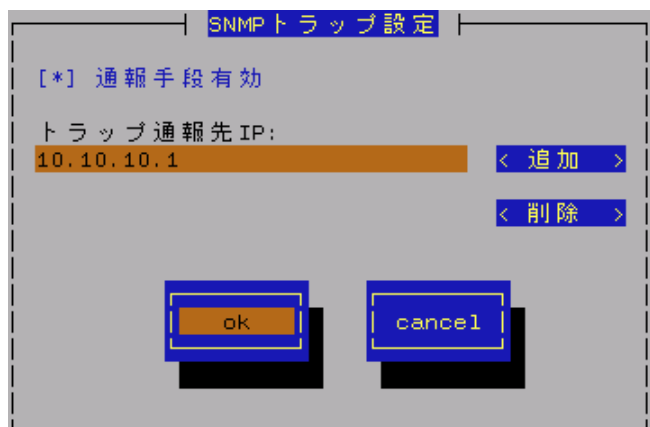 SNMPトラップ設定
[*] 通報手段有効
トラップ通報先IP:
10.10.10.1
< 追加 >
< 削除 >
ok
cancel